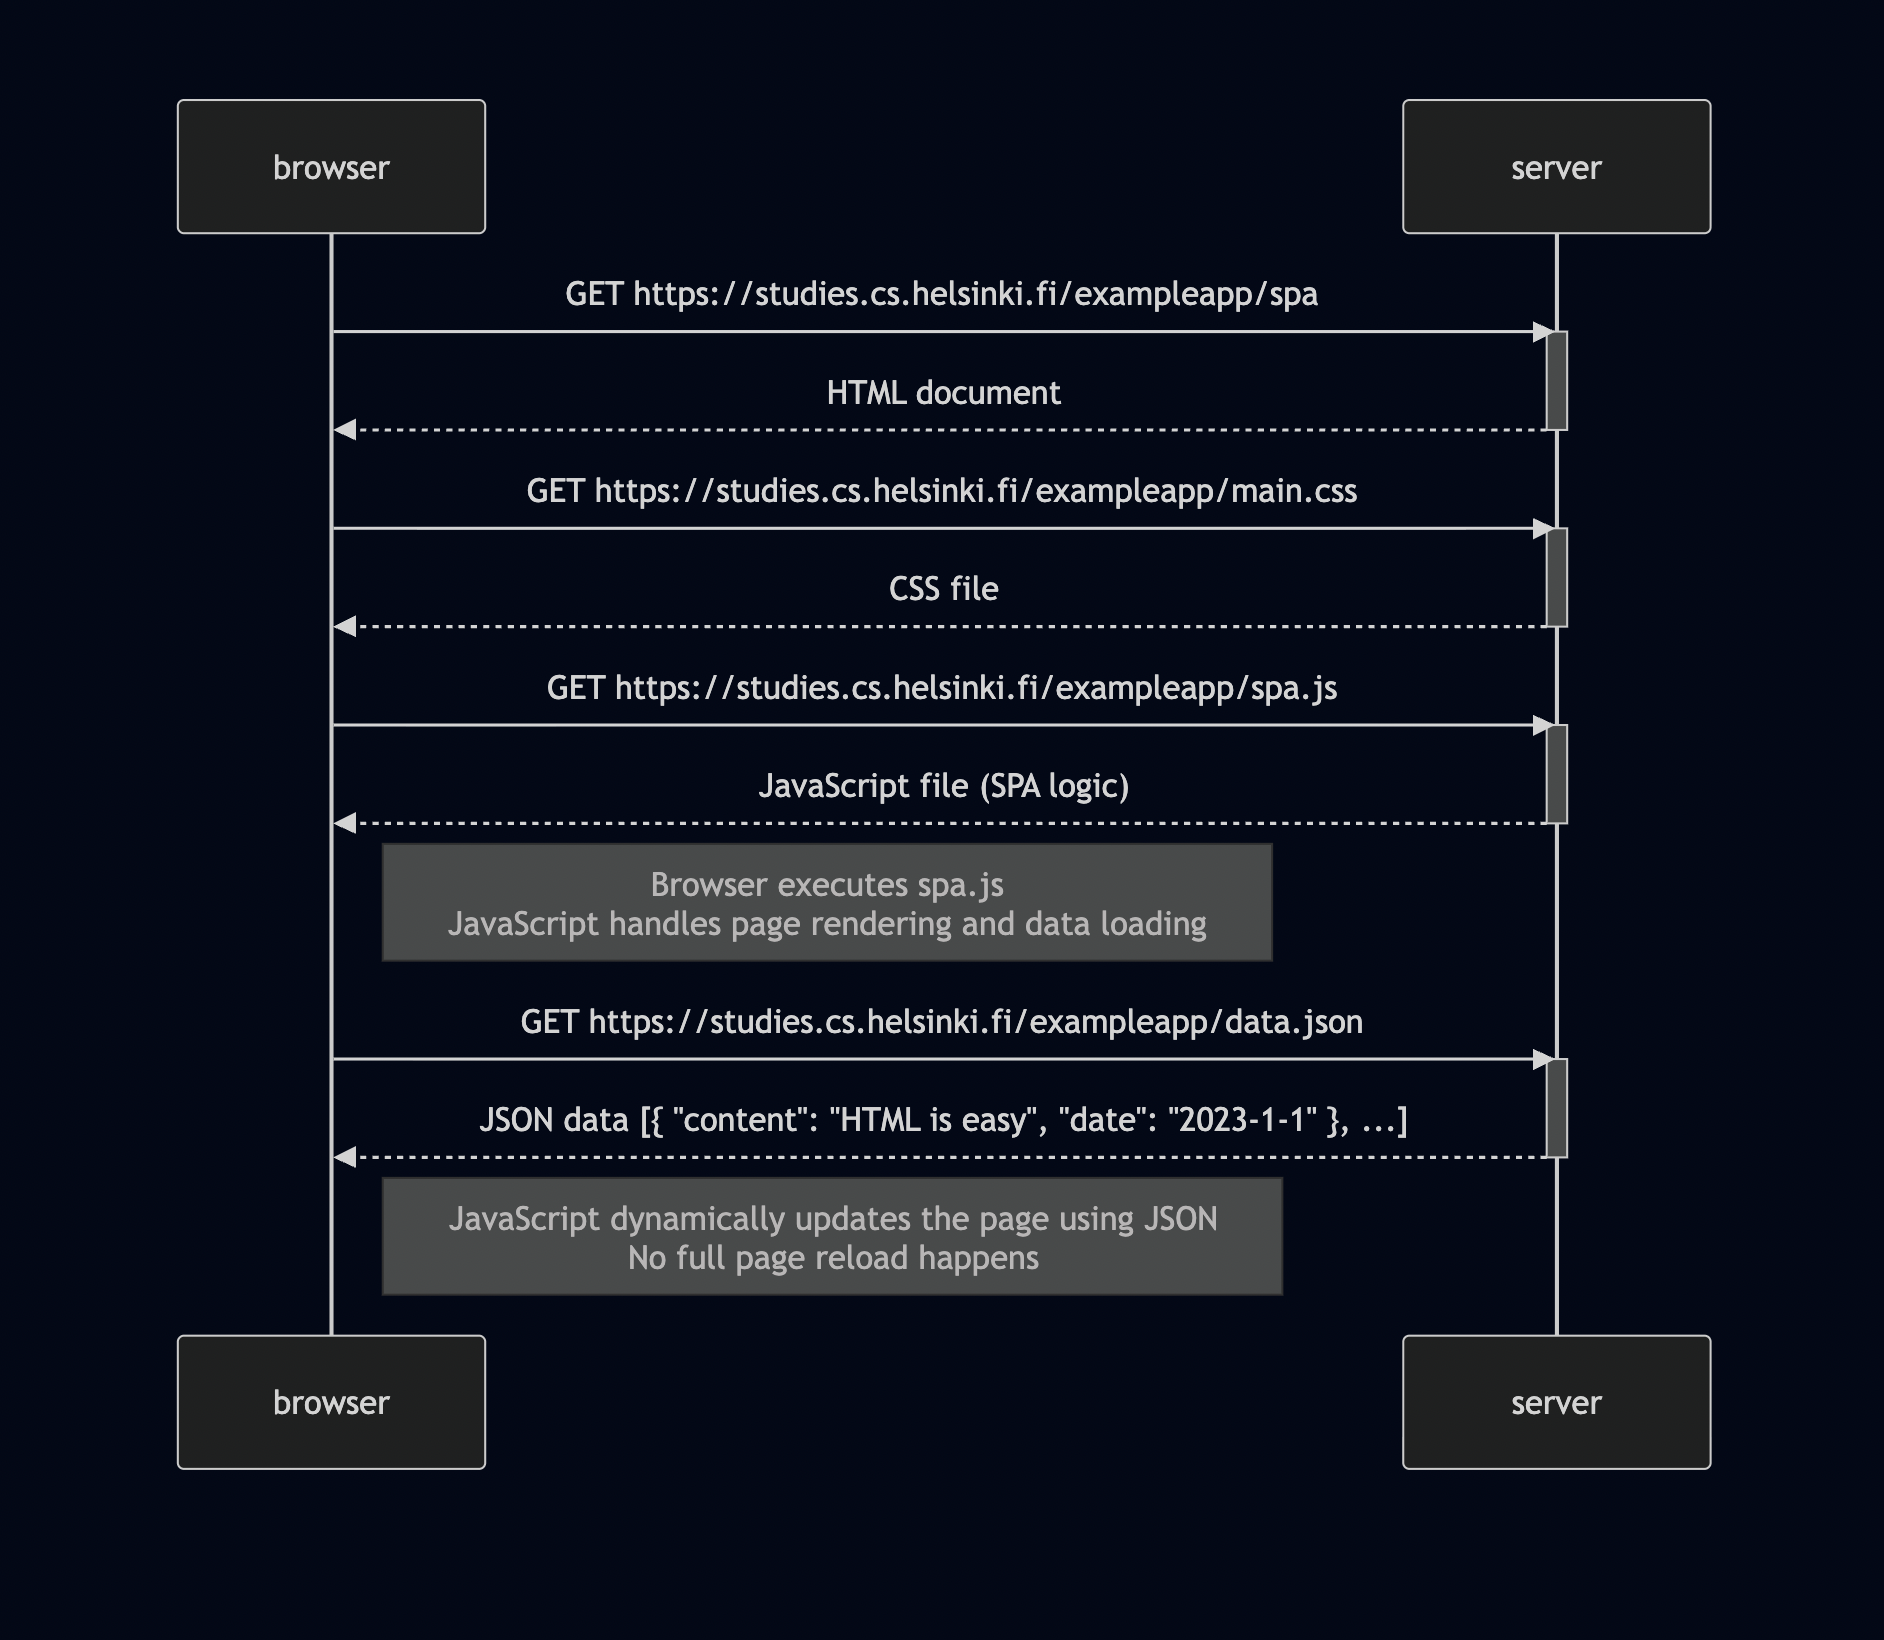 browser
server
GET https://studies.cs.helsinki.fi/exampleapp/spa
HTML document
GET https://studies.cs.helsinki.fi/exampleapp/main.css
CSS file
GET https://studies.cs.helsinki.fi/exampleapp/spa.js
JavaScript file (SPA logic)
Browser executes spa.js
JavaScript handles page rendering and data loading
GET https://studies.cs.helsinki.fi/exampleapp/data.json
JSON data [{ "content": "HTML is easy", "date": "2023-1-1" }, ...]
JavaScript dynamically updates the page using JSON
No full page reload happens
browser
server